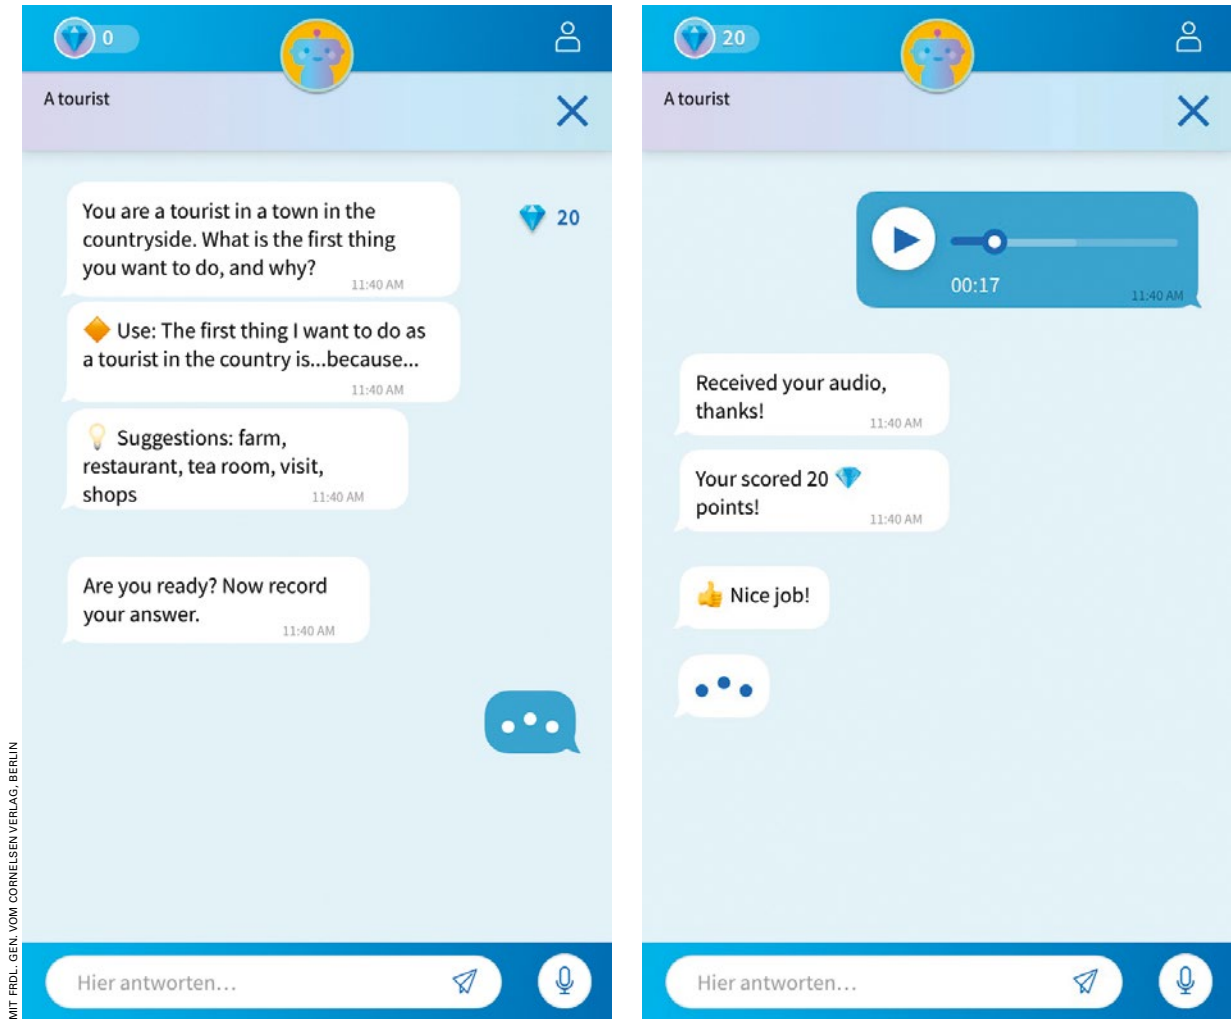 0
A tourist
You are a tourist in a town in the
countryside. What is the first thing
you want to do, and why?
11:40 AM
20
Use: The first thing I want to do as
a tourist in the country is...because...
11:40 AM
Suggestions: farm,
restaurant, tea room, visit,
shops
11:40 AM
Are you ready? Now record
your answer.
11:40 AM
Hier antworten...
MIT FRDL. GEN. VOM CORNELSEN VERLAG, BERLIN
20
A tourist
00:17
11:40 AM
Received your audio,
thanks!
11:40 AM
Your scored 20
points!
11:40 AM
Nice job!
Hier antworten...